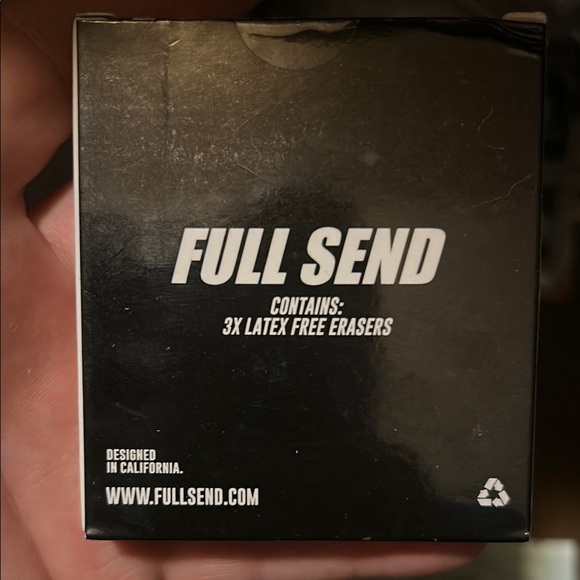 FULL SEND
CONTAINS:
3X LATEX FREE ERASERS
DESIGNED
IN CALIFORNIA.
WWW.FULLSEND.COM